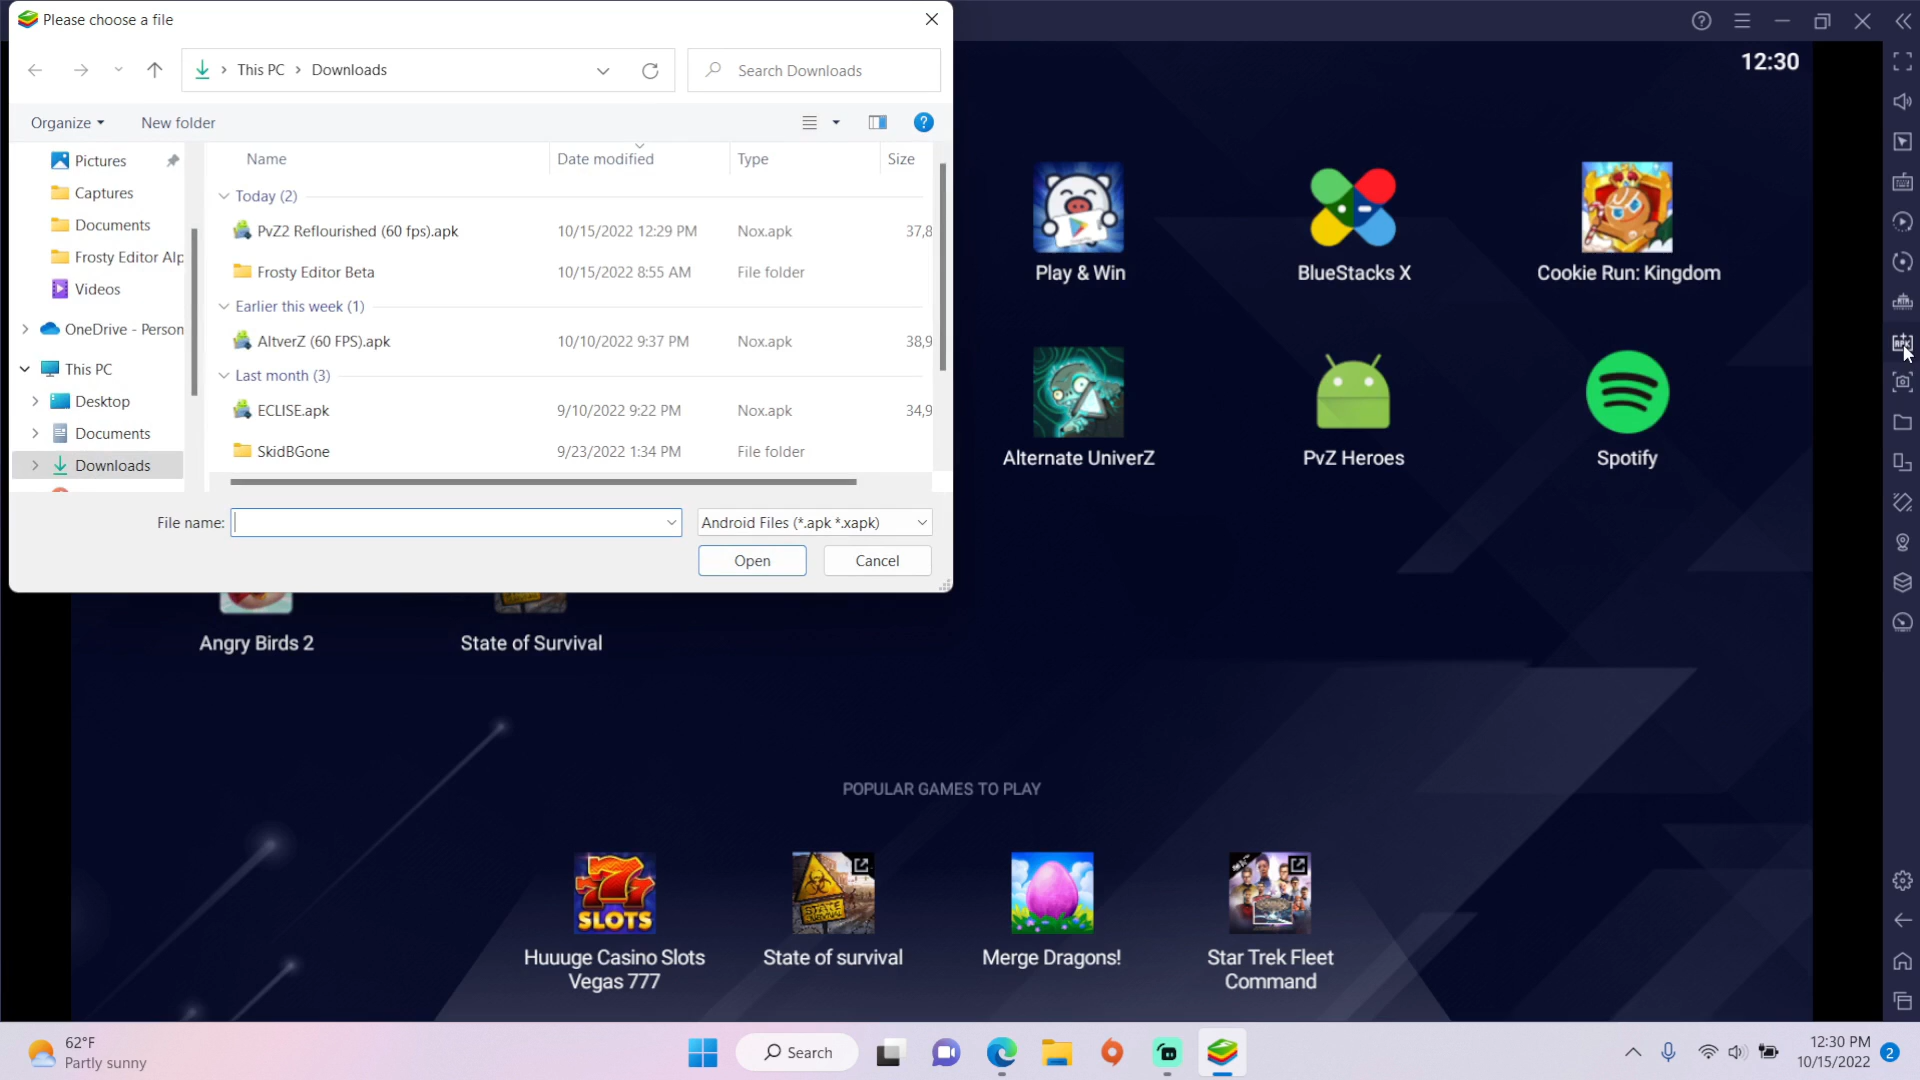 Please choose a file
This PC > Downloads
Search Downloads
Organize
New folder
Name
Date modified
Type
Size
Pictures
Captures
Documents
Frosty Editor Alp
Videos
OneDrive - Person
This PC
Desktop
Documents
Downloads
Today (2)
PvZ2 Reflourished (60 fps).apk 10/15/2022 12:29 PM Nox.apk 37,8
Frosty Editor Beta 10/15/2022 8:55 AM File folder
Earlier this week (1)
AltverZ (60 FPS).apk 10/10/2022 9:37 PM Nox.apk 38,9
Last month (3)
ECLISE.apk 9/10/2022 9:22 PM Nox.apk 34,9
SkidBGone 9/23/2022 1:34 PM File folder
File name:
Android Files (*.apk *.xapk)
Open
Cancel
12:30
Play & Win
BlueStacks X
Cookie Run: Kingdom
Alternate UniverZ
PvZ Heroes
Spotify
Angry Birds 2
State of Survival
POPULAR GAMES TO PLAY
777
SLOTS
STATE
SURVIVAL
Huuuge Casino Slots
Vegas 777
State of survival
Merge Dragons!
Star Trek Fleet
Command
APK
62°F
Partly sunny
Search
12:30 PM
10/15/2022
2